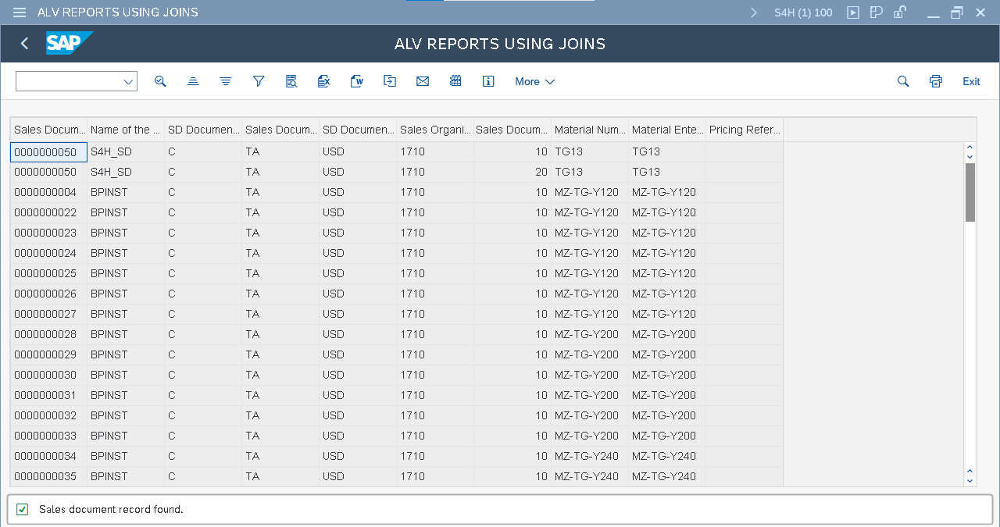 ALV REPORTS USING JOINS S4H (1) 100
SAP ALV REPORTS USING JOINS
More Exit
Sales Docum... Name of the ... SD Documen... Sales Docum... SD Documen... Sales Organi... Sales Docum... Material Num... Material Ente... Pricing Refer...
0000000050 S4H_SD C TA USD 1710 10 TG13 TG13
0000000050 S4H_SD C TA USD 1710 20 TG13 TG13
0000000004 BPINST C TA USD 1710 10 MZ-TG-Y120 MZ-TG-Y120
0000000022 BPINST C TA USD 1710 10 MZ-TG-Y120 MZ-TG-Y120
0000000023 BPINST C TA USD 1710 10 MZ-TG-Y120 MZ-TG-Y120
0000000024 BPINST C TA USD 1710 10 MZ-TG-Y120 MZ-TG-Y120
0000000025 BPINST C TA USD 1710 10 MZ-TG-Y120 MZ-TG-Y120
0000000026 BPINST C TA USD 1710 10 MZ-TG-Y120 MZ-TG-Y120
0000000027 BPINST C TA USD 1710 10 MZ-TG-Y120 MZ-TG-Y120
0000000028 BPINST C TA USD 1710 10 MZ-TG-Y200 MZ-TG-Y200
0000000029 BPINST C TA USD 1710 10 MZ-TG-Y200 MZ-TG-Y200
0000000030 BPINST C TA USD 1710 10 MZ-TG-Y200 MZ-TG-Y200
0000000031 BPINST C TA USD 1710 10 MZ-TG-Y200 MZ-TG-Y200
0000000032 BPINST C TA USD 1710 10 MZ-TG-Y200 MZ-TG-Y200
0000000033 BPINST C TA USD 1710 10 MZ-TG-Y200 MZ-TG-Y200
0000000034 BPINST C TA USD 1710 10 MZ-TG-Y240 MZ-TG-Y240
0000000035 BPINST C TA USD 1710 10 MZ-TG-Y240 MZ-TG-Y240
Sales document record found.